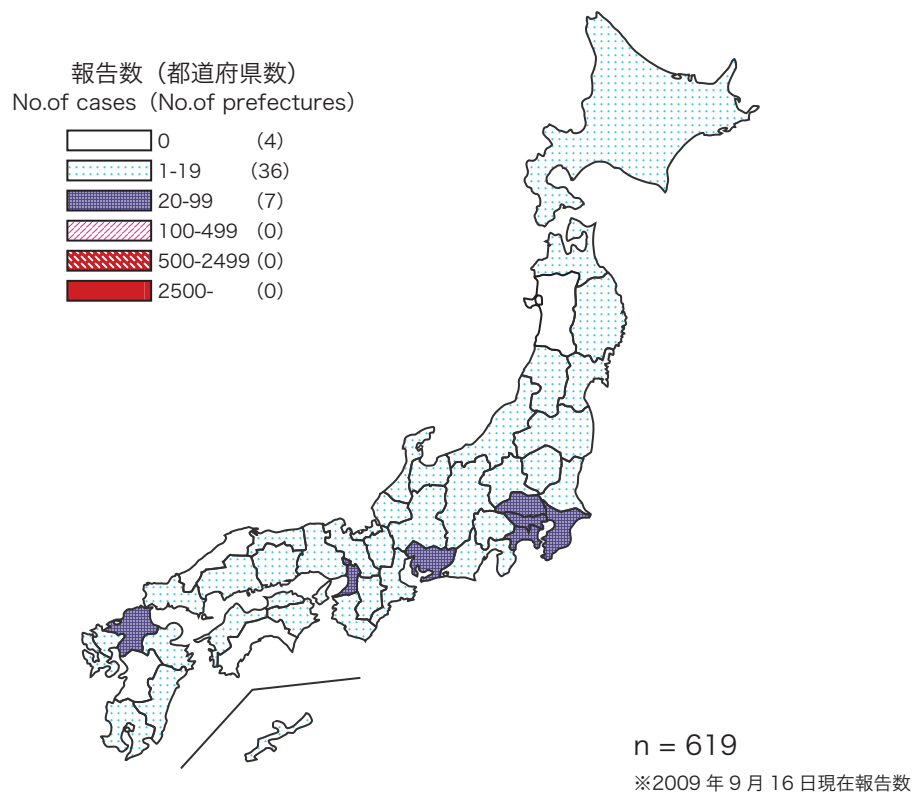 報告数（都道府県数）
No.of cases（No.of prefectures）
0 (4)
1-19 (36)
20-99 (7)
100-499 (0)
500-2499 (0)
2500- (0)
n = 619
※2009 年 9 月 16 日現在報告数